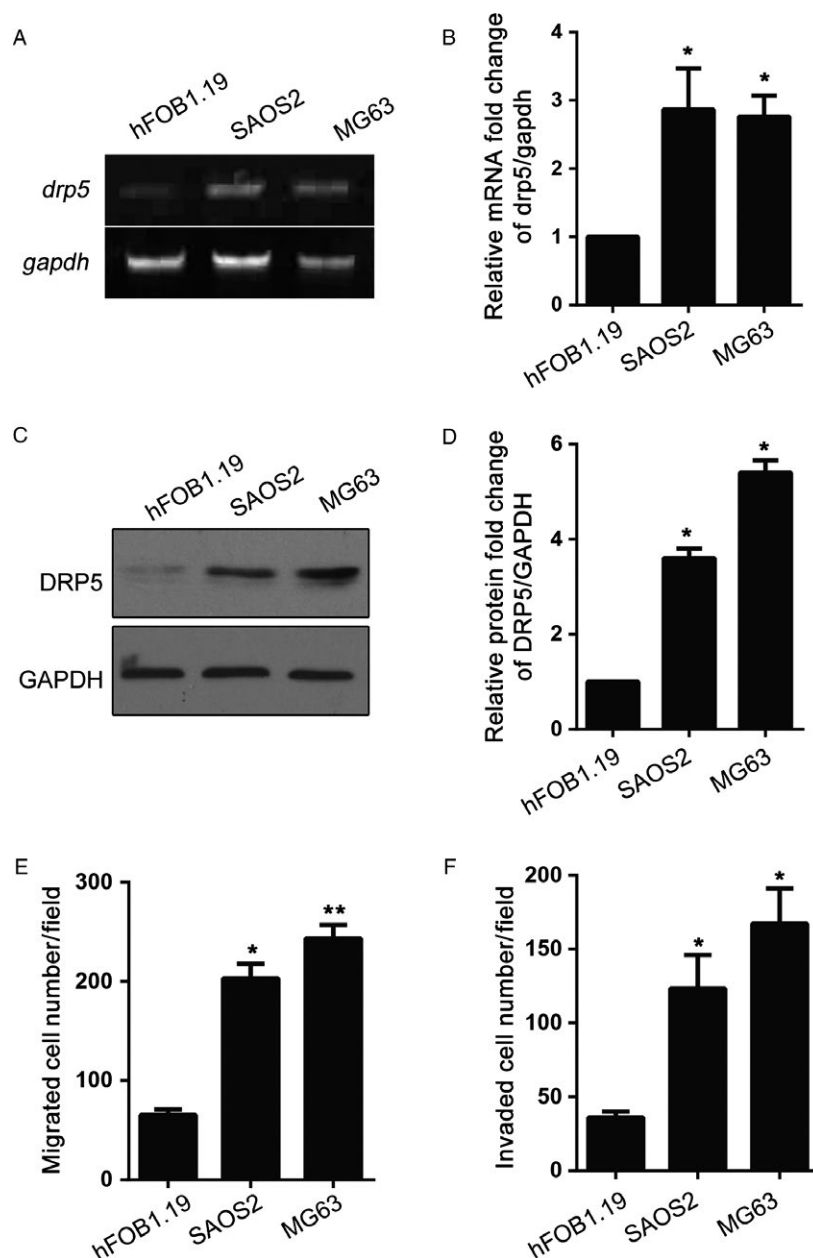 A
hFOB1.19
SAOS2
MG63
drp5
gapdh
B
Relative mRNA fold change
of drp5/gapdh
4
3
2
1
0
*
*
hFOB1.19
SAOS2
MG63
C
hFOB1.19
SAOS2
MG63
DRP5
GAPDH
D
Relative protein fold change
of DRP5/GAPDH
6
4
2
0
*
*
hFOB1.19
SAOS2
MG63
E
Migrated cell number/field
300
200
100
0
*
**
hFOB1.19
SAOS2
MG63
F
Invaded cell number/field
200
150
100
50
0
*
*
hFOB1.19
SAOS2
MG63